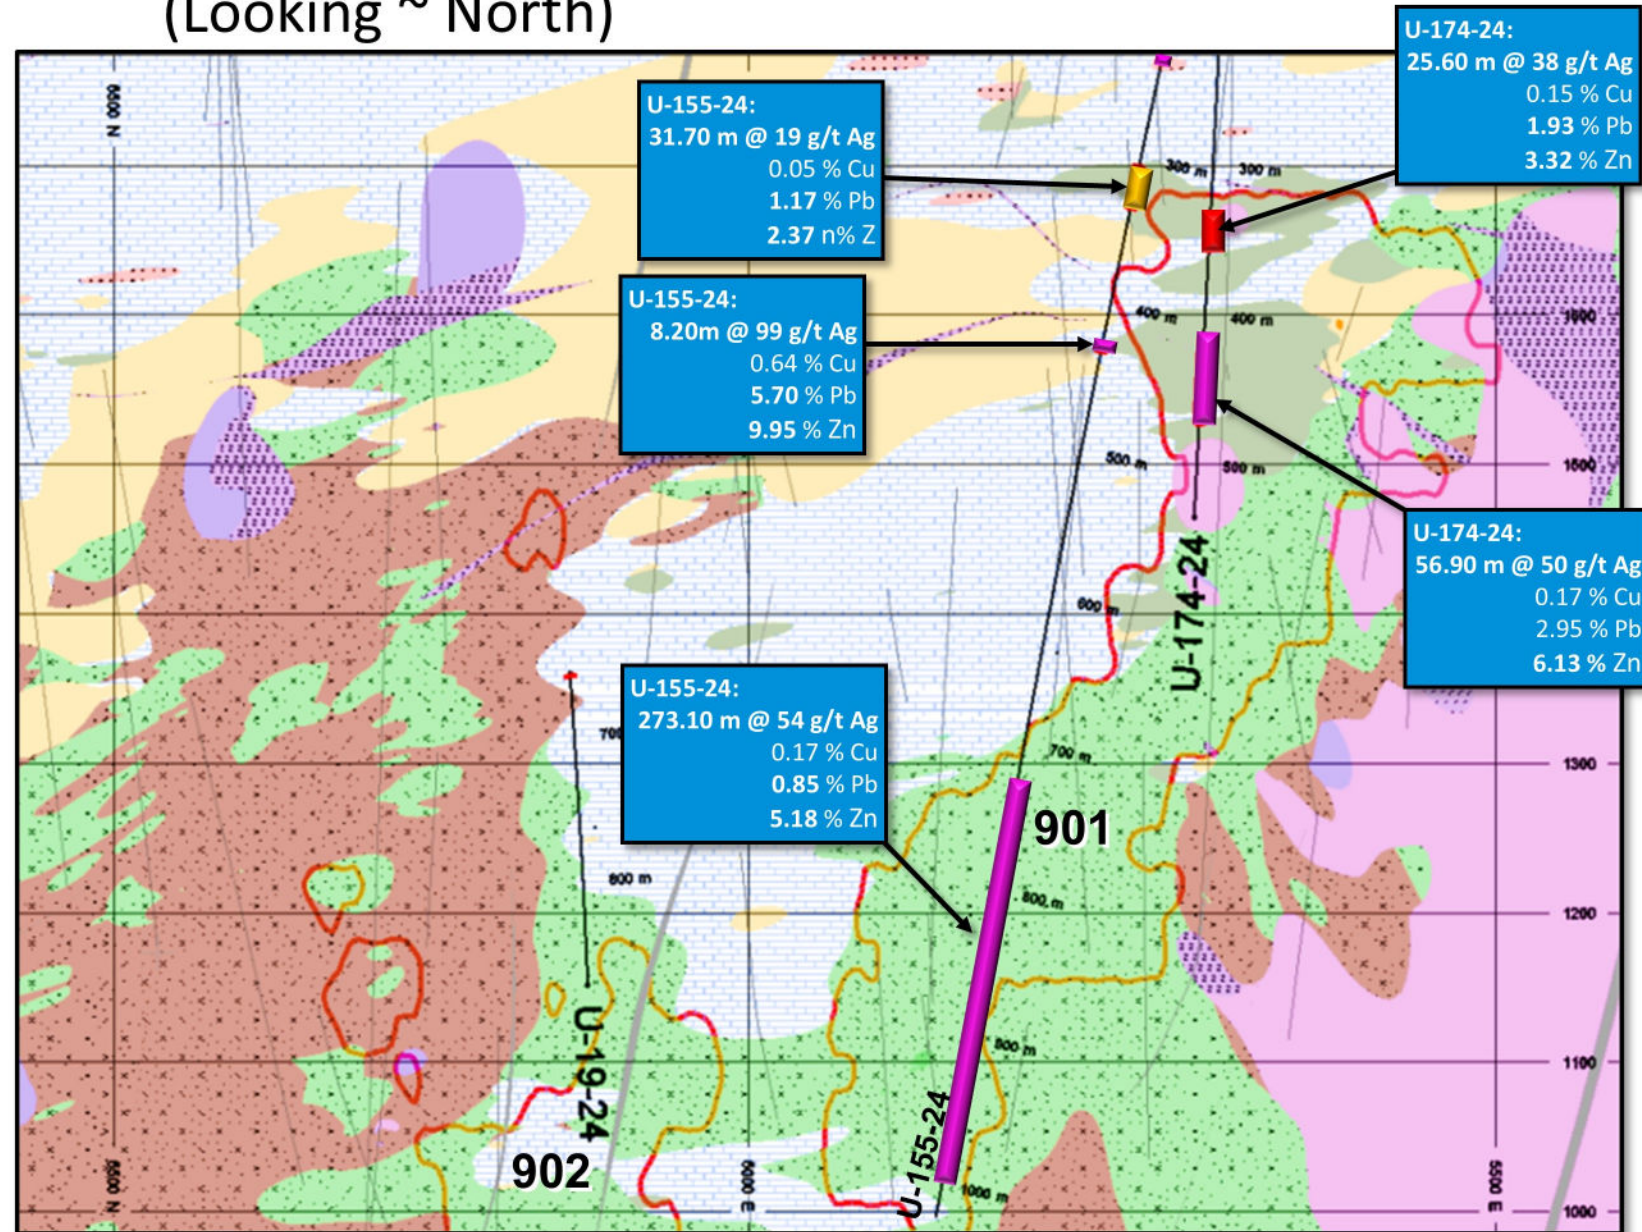 (Looking ~ North)
U-174-24:
25.60 m @ 38 g/t Ag
0.15 % Cu
1.93 % Pb
3.32 % Zn
U-155-24:
31.70 m @ 19 g/t Ag
0.05 % Cu
1.17 % Pb
2.37 n% Z
300 m
300 m
U-155-24:
8.20m @ 99 g/t Ag
0.64 % Cu
5.70 % Pb
9.95 % Zn
400 m
400 m
1600
500 m
500 m
1500
U-174-24:
56.90 m @ 50 g/t Ag
0.17 % Cu
2.95 % Pb
6.13 % Zn
U-174-24
600 m
U-155-24:
273.10 m @ 54 g/t Ag
0.17 % Cu
0.85 % Pb
5.18 % Zn
700 m
1300
901
800 m
800 m
1200
U-19-24
1100
U-155-24
902
5000 E
1000 m
5500 E
1000